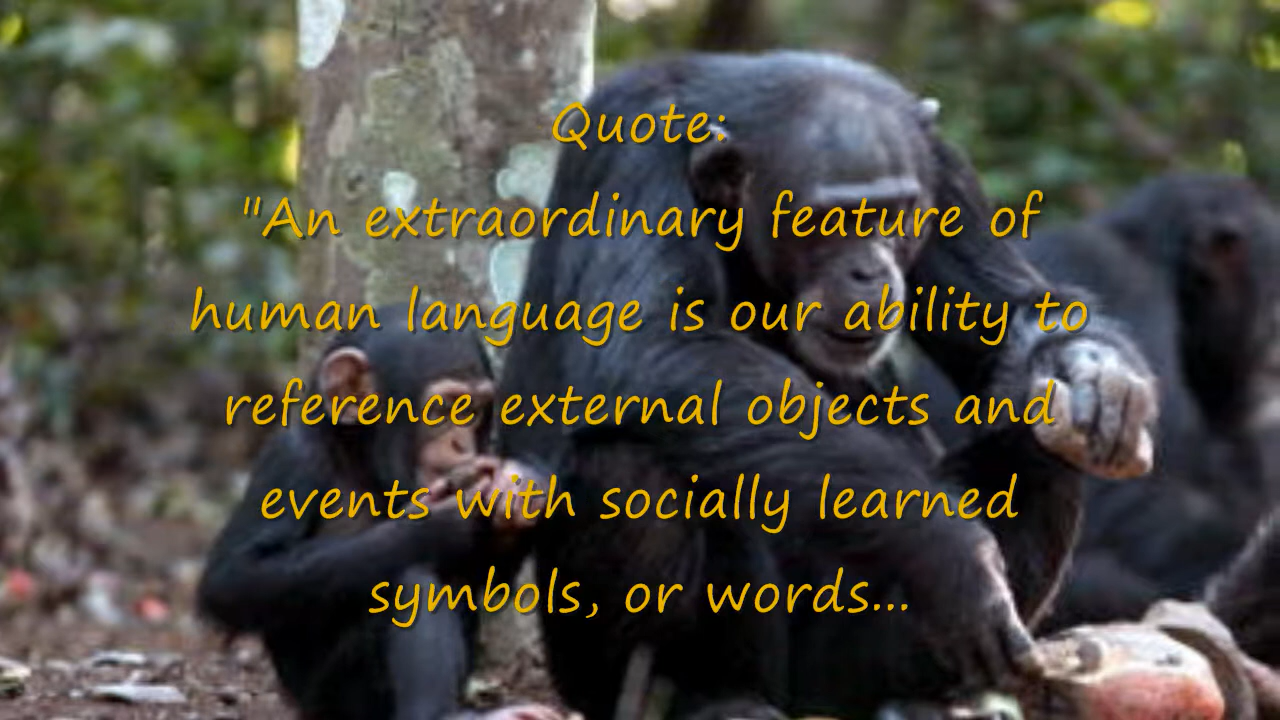 Quote:
"An extraordinary feature of
human language is our ability to
reference external objects and
events with socially learned
symbols, or words...